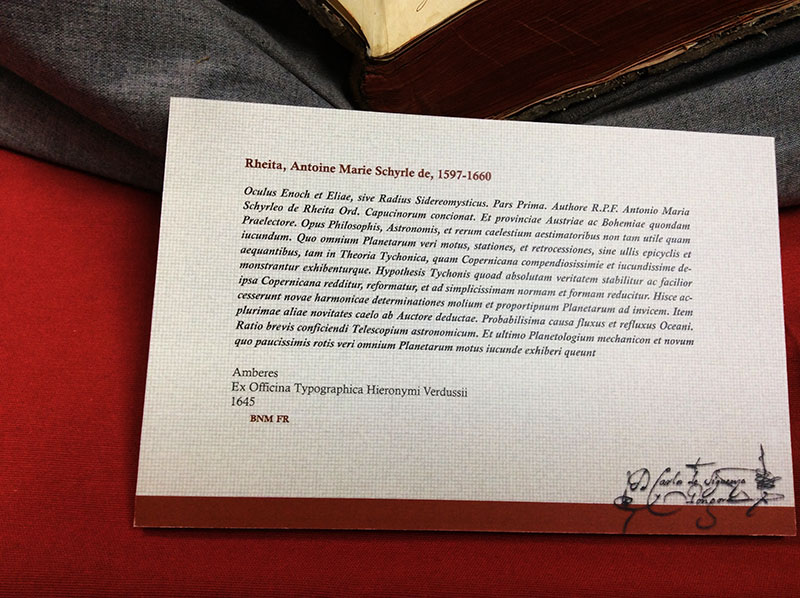 Rheita, Antoine Marie Schyrle de, 1597-1660
Oculus Enoch et Eliae, sive Radius Sidereomysticus. Pars Prima. Authore R.P.F. Antonio Maria
Schyrleo de Rheita Ord. Capucinorum concionat. Et provinciae Austriae ac Bohemiae quondam
Praelectore. Opus Philosophis, Astronomis, et rerum caelestium aestimatoribus non tam utile quam
iucundum. Quo omnium Planetarum veri motus, stationes, et retrocessiones, sine ullis epicyclis et
aequantibus, tam in Theoria Tychonica, quam Copernicana compendiosissimie et iucundissime de-
monstrantur exhibenturque. Hypothesis Tychonis quoad absolutam veritatem stabilitur ac facilior
ipsa Copernicana redditur, reformatur, et ad simplicissimam normam et formam reducitur. Hisce ac-
cesserunt novae harmonicae determinationes molium et proportipnum Planetarum ad invicem. Item
plurimae aliae novitates caelo ab Auctore deductae. Probabilisima causa fluxus et refluxus Oceani.
Ratio brevis conficiendi Telescopium astronomicum. Et ultimo Planetologium mechanicon et novum
quo paucissimis rotis veri omnium Planetarum motus iucunde exhiberi queunt
Amberes
Ex Officina Typographica Hieronymi Verdussii
1645
BNM FR
D Carlos de Siguenza
y Gongora